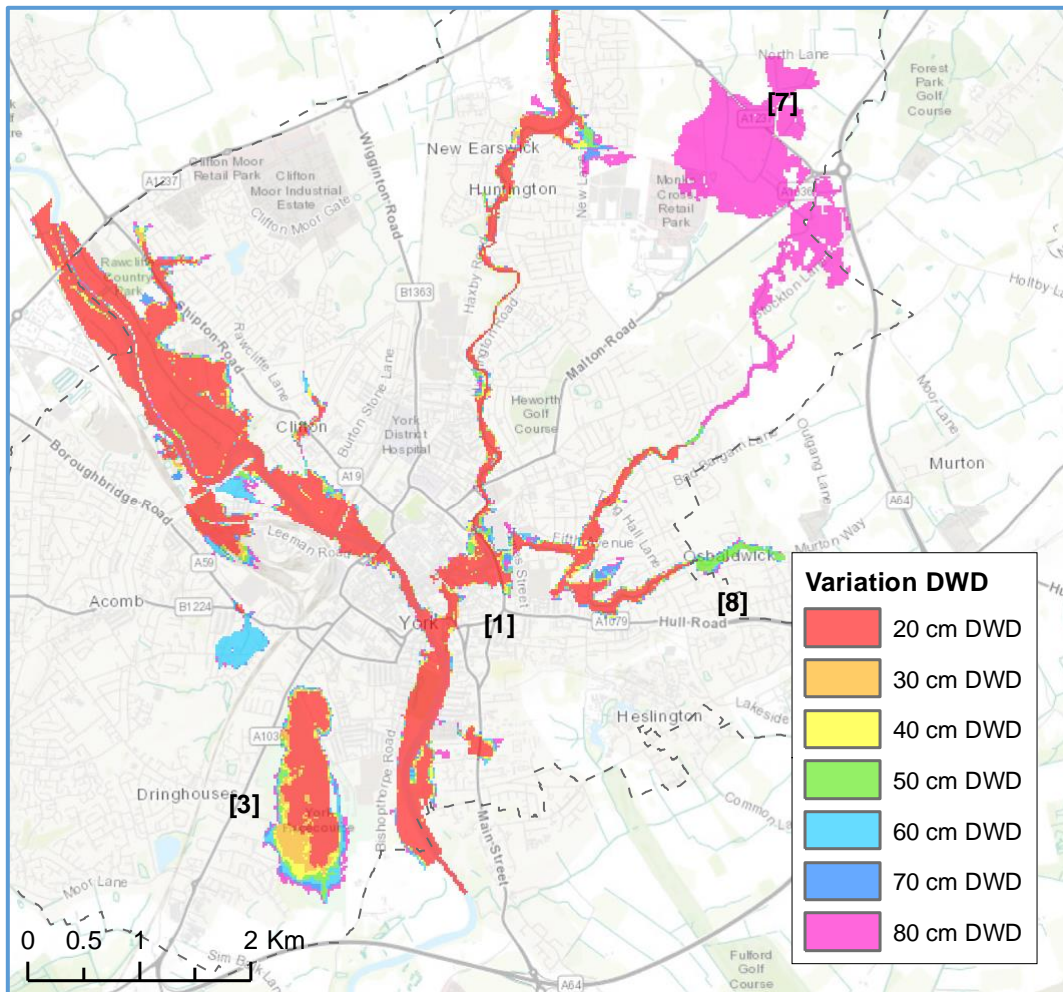 North Lane
Forest
Park
Golf
Course
[7]
A123
New Earswick
Wigginton-Road
Clifton
Moor Retail Park
Clifton
Moor Industrial
Estate
Clifton Moor Gate
A1237
Huntington
New Lane
Monks
Cross
Retail
Park
A1036
Rawcliffe
Country
Park
Haxby R
Stockton Lane
Holtby La
B1363
Shipton-Road
Rawcliffe Lane
Malton-Road
Burton Stone Lane
Heworth
Golf
Course
York
District
Hospital
Clifton
A19
Bad Bargain Lane
Outgang Lane
Moor Lane
Murton
A64
Boroughbridge-Road
Leeman Road
Fifth Avenue
Osbaldwick
Murton Way
A59
Acomb
B1224
York
[1]
[8]
A1079
Hull-Road
Variation DWD
20 cm DWD
30 cm DWD
40 cm DWD
50 cm DWD
60 cm DWD
70 cm DWD
80 cm DWD
Heslington
Lakeside
A1036
Bishopthorpe Road
Dringhouses
[3]
York
Racecourse
Main-Street
Common La
Moor Lane
0 0.5 1 2 Km
Sim Balk Lane
A64
Fulford
Golf
Course